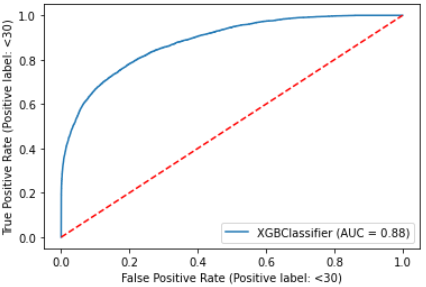 True Positive Rate (Positive label: <30)
1.0
0.8
0.6
0.4
0.2
0.0
XGBClassifier (AUC = 0.88)
0.0 0.2 0.4 0.6 0.8 1.0
False Positive Rate (Positive label: <30)